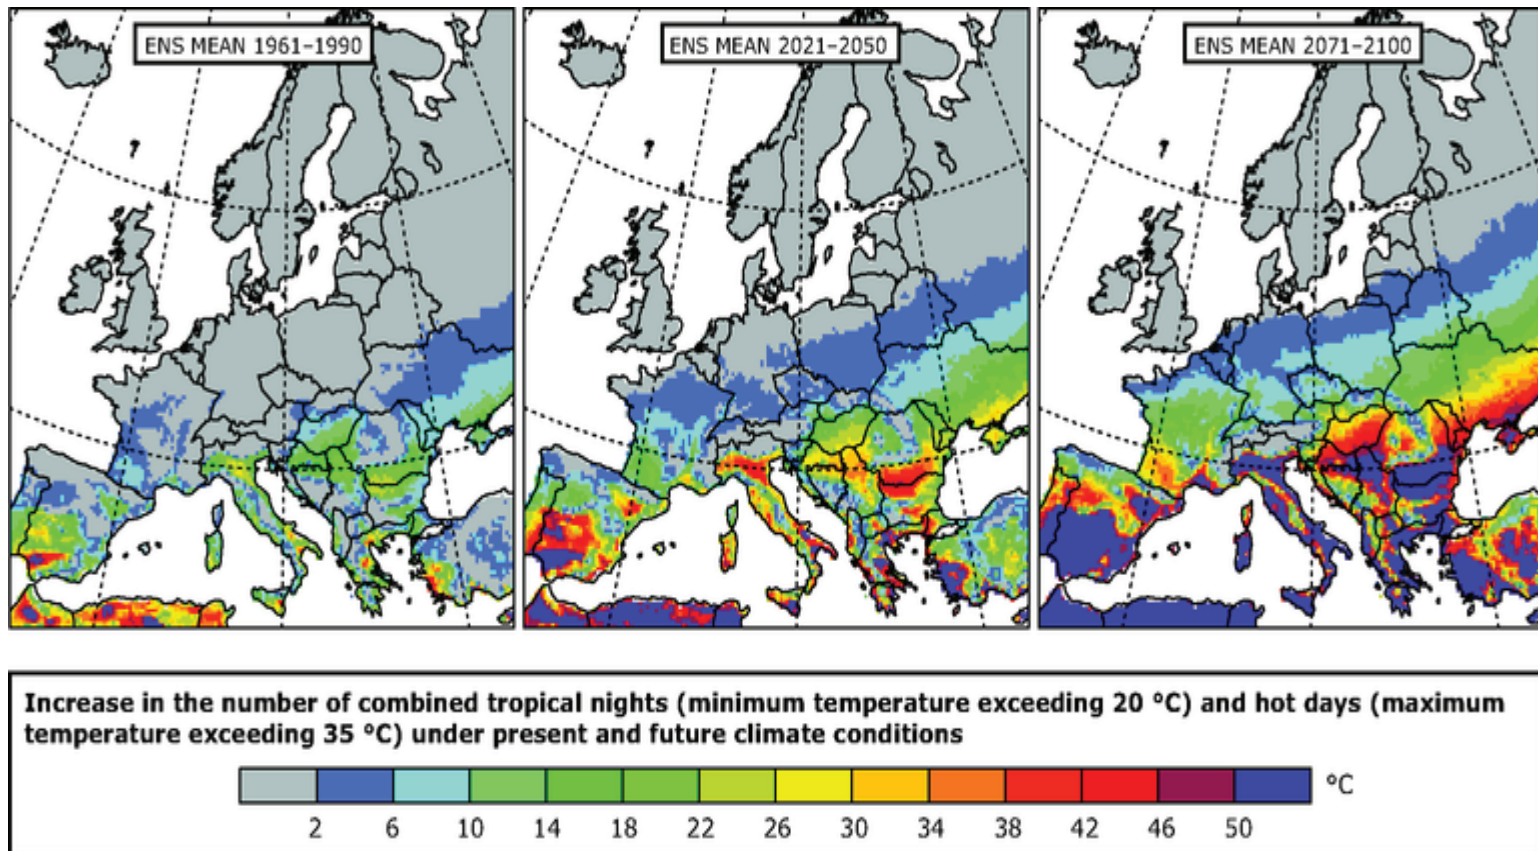 ENS MEAN 1961–1990
ENS MEAN 2021–2050
ENS MEAN 2071–2100
Increase in the number of combined tropical nights (minimum temperature exceeding 20 °C) and hot days (maximum
temperature exceeding 35 °C) under present and future climate conditions
°C
2 6 10 14 18 22 26 30 34 38 42 46 50